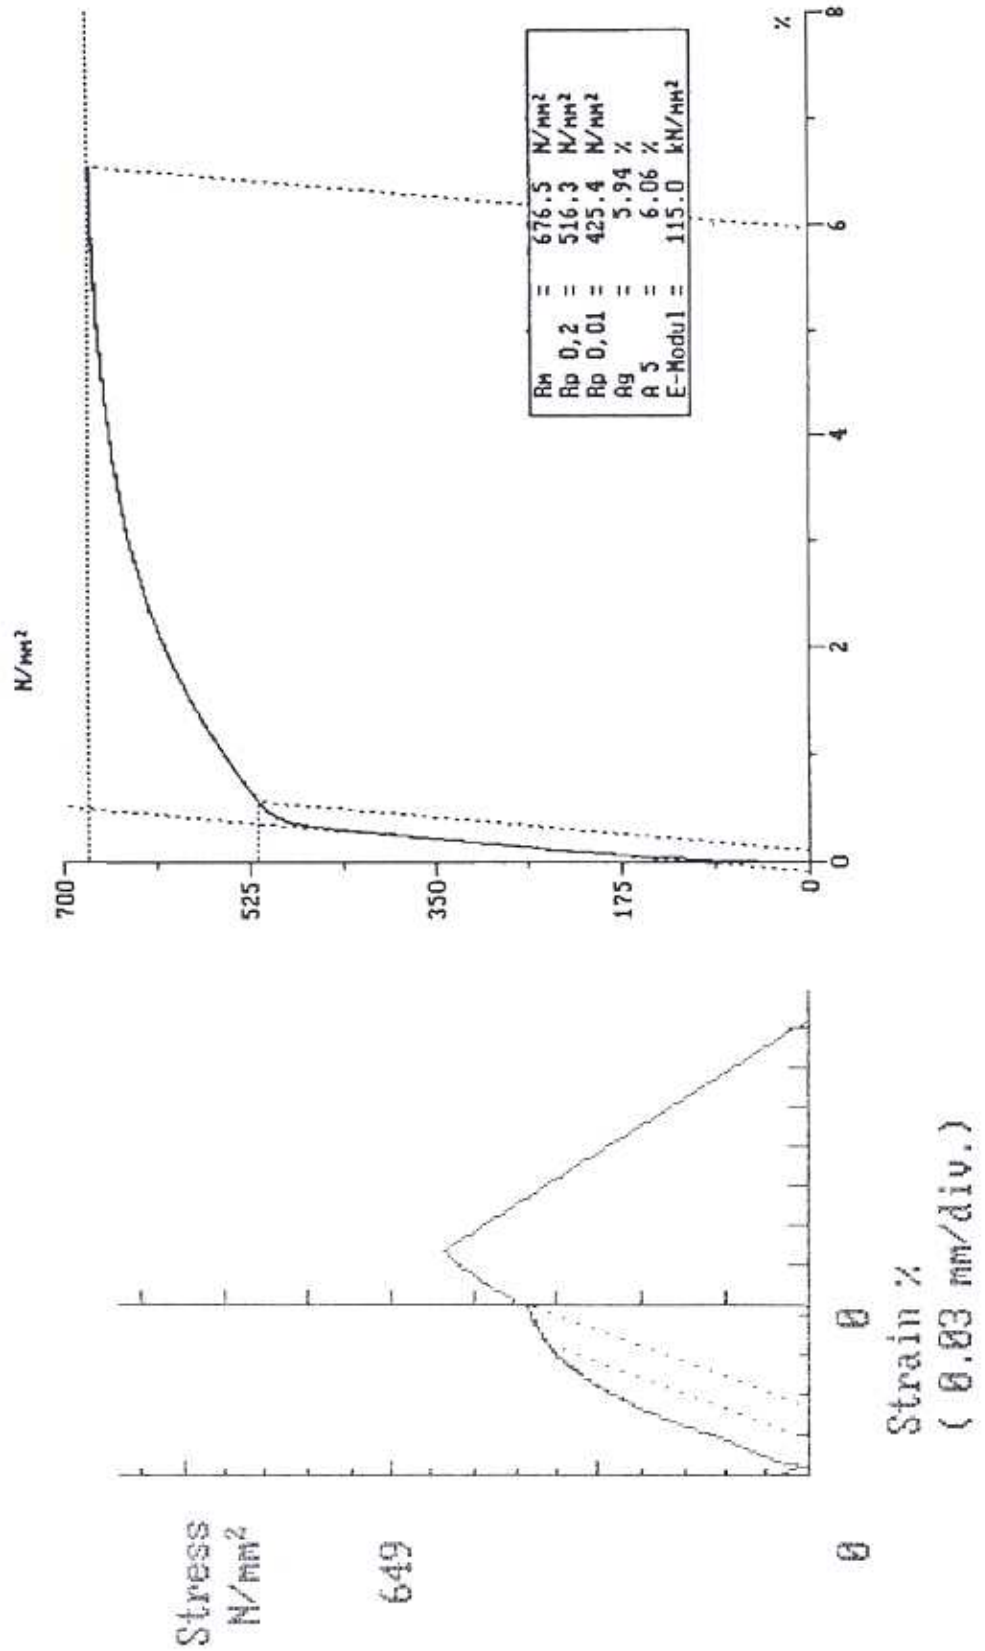 N/mm²
700
525
350
175
0
0
2
4
6
8
%
Rm = 676.5 N/mm²
Rp 0,2 = 516.3 N/mm²
Rp 0,01 = 425.4 N/mm²
Ag = 5.94 %
A 5 = 6.06 %
E-Modul = 115.0 kN/mm²
Stress
N/mm²
649
0
0
Strain %
( 0.03 mm/div.)